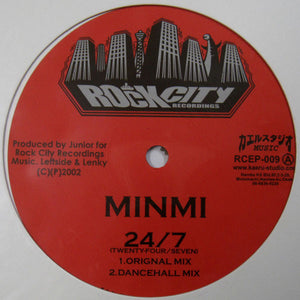 ROCK CITY
RECORDINGS
Produced by Junior for
Rock City Recordings
Music. Leftside & Lenky
(C)(P)2002
カエルスタジオ
MUSIC
RCEP-009 A
MINMI
24/7
(TWENTY-FOUR/SEVEN)
1.ORIGNAL MIX
2.DANCEHALL MIX